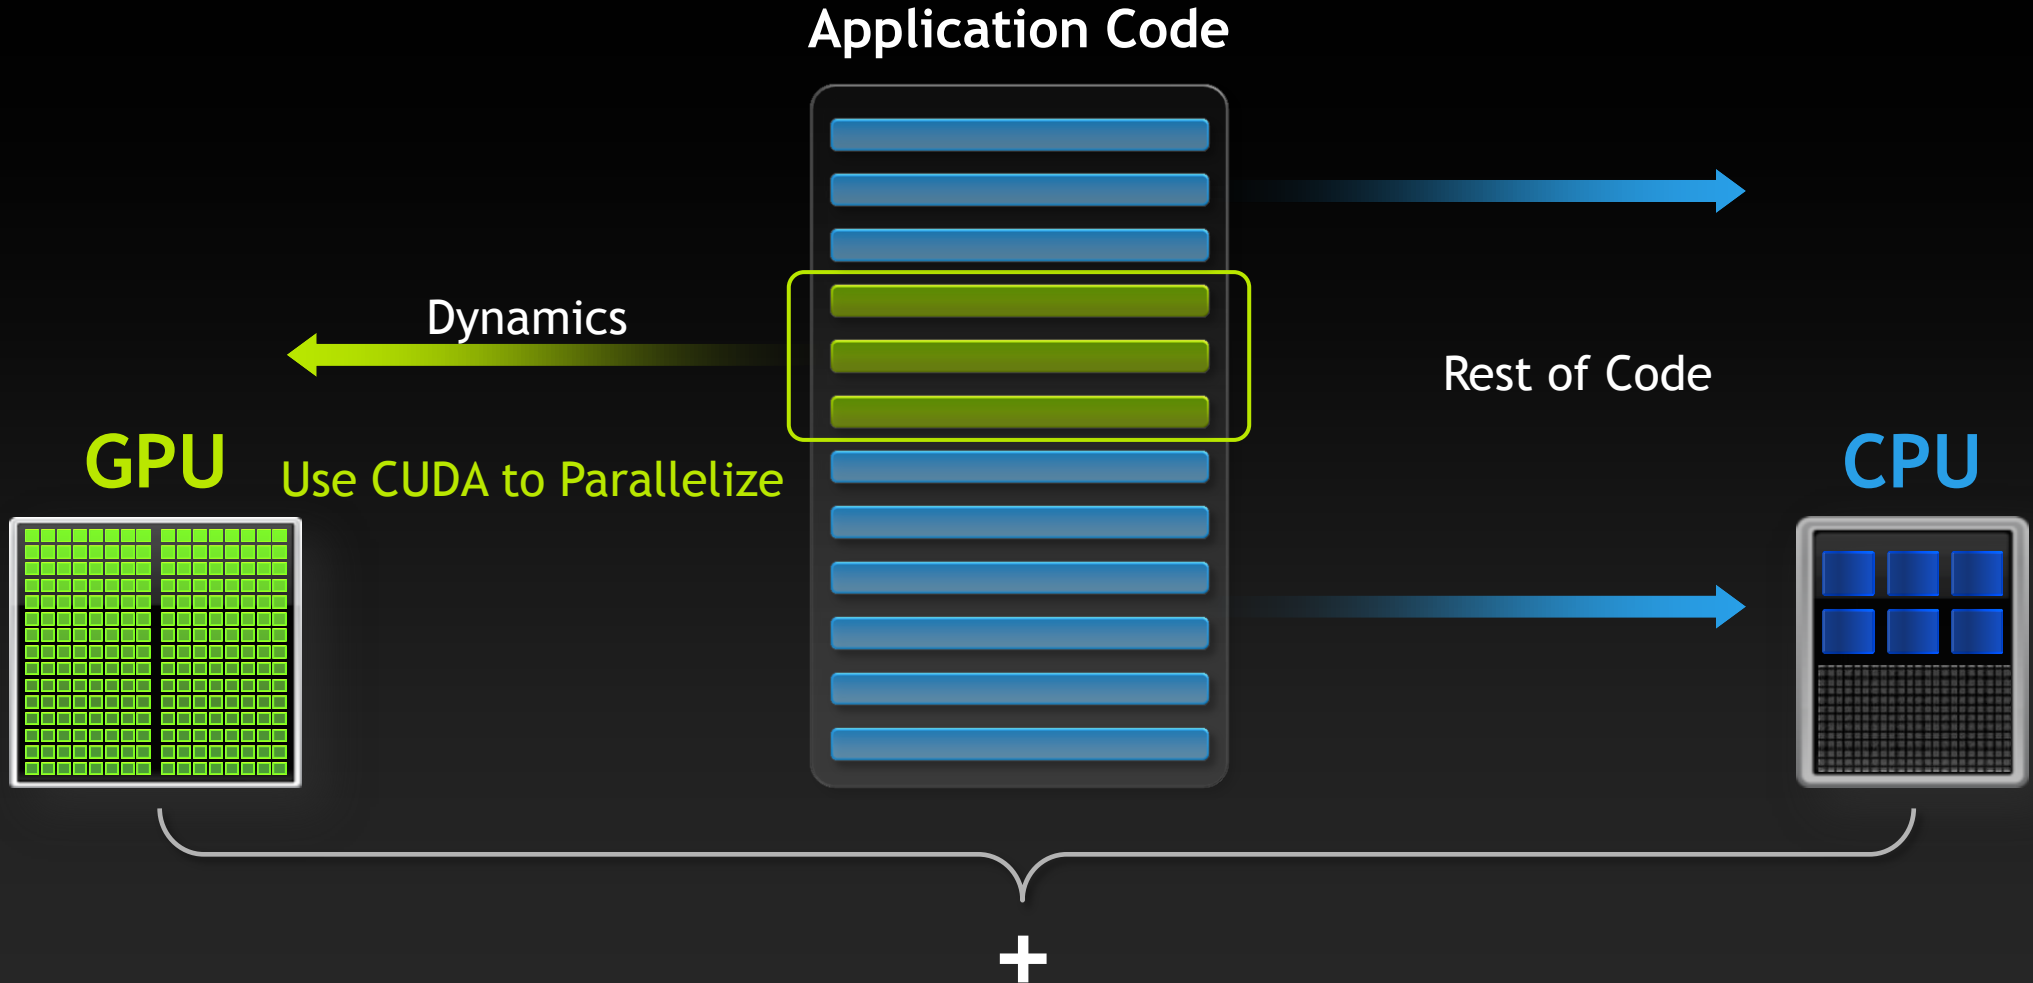 Application Code
Dynamics
Rest of Code
GPU
Use CUDA to Parallelize
CPU
+